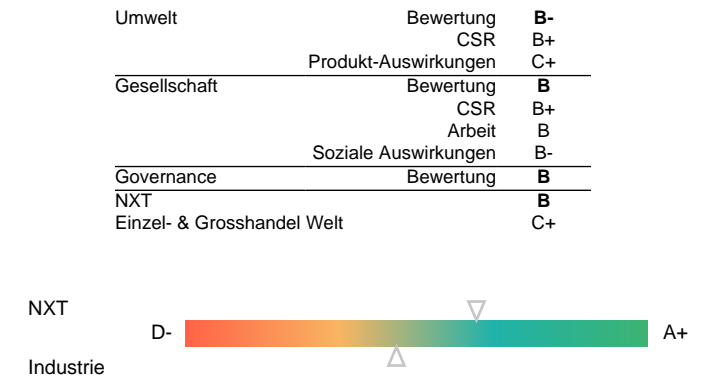 Umwelt Bewertung B-
CSR B+
Produkt-Auswirkungen C+
Gesellschaft Bewertung B
CSR B+
Arbeit B
Soziale Auswirkungen B-
Governance Bewertung B
NXT B
Einzel- & Grosshandel Welt C+
NXT
D- A+
Industrie